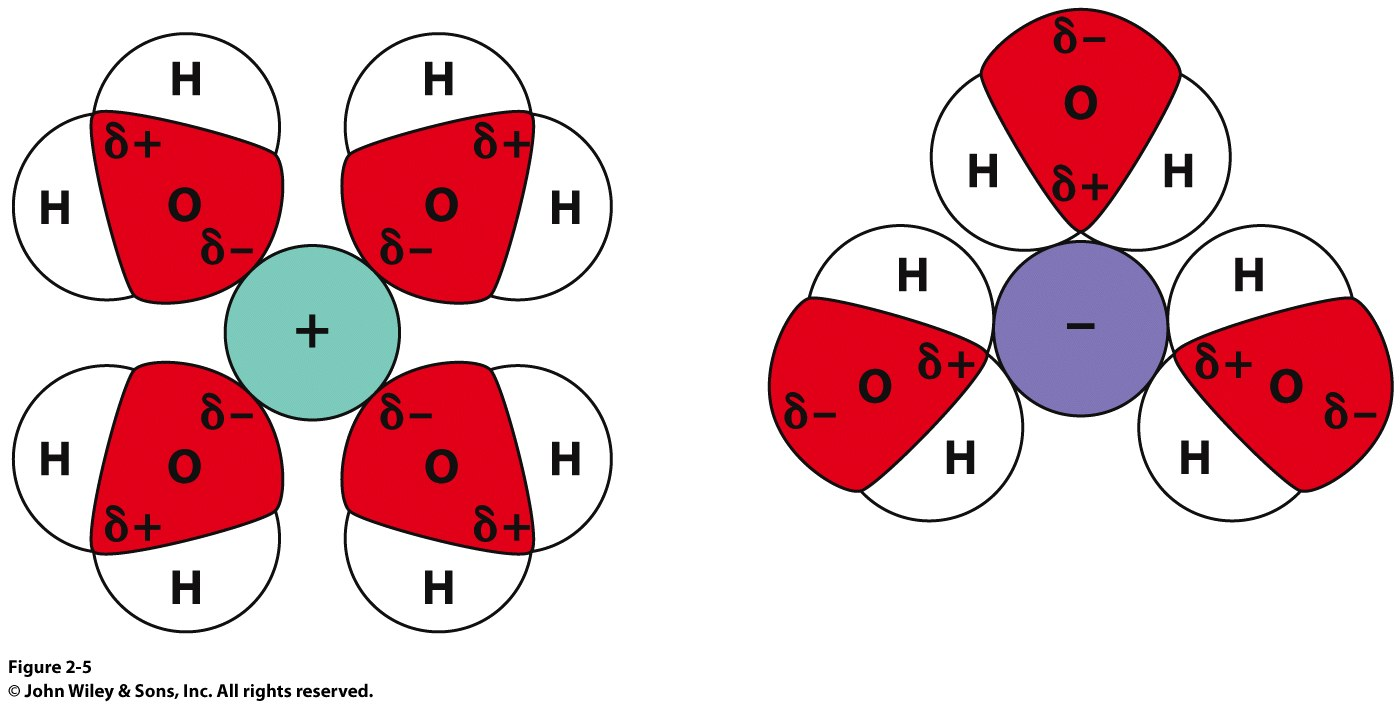 H
H
δ+
O
δ−
H
H
δ+
O
δ−
+
H
δ−
O
δ+
H
H
δ−
O
δ+
H
δ−
O
δ+
H
H
−
H
δ+
O
δ−
H
H
δ+
O
δ−
H
Figure 2-5
© John Wiley & Sons, Inc. All rights reserved.